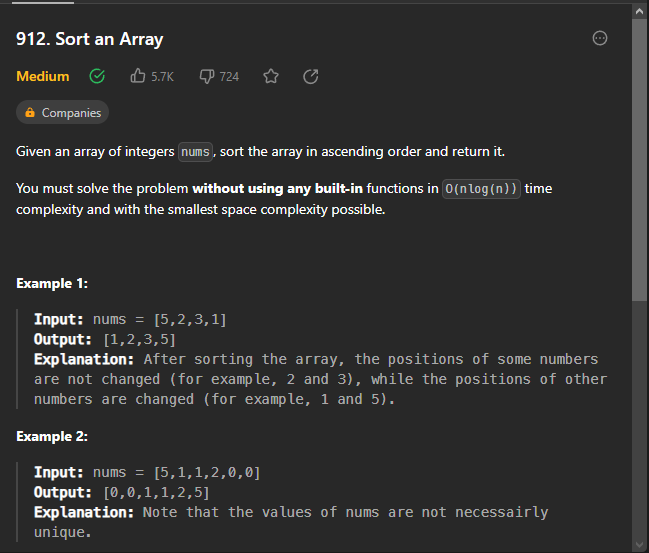 912. Sort an Array
Medium 5.7K 724
Companies
Given an array of integers nums, sort the array in ascending order and return it.
You must solve the problem without using any built-in functions in O(nlog(n)) time
complexity and with the smallest space complexity possible.
Example 1:
Input: nums = [5,2,3,1]
Output: [1,2,3,5]
Explanation: After sorting the array, the positions of some numbers
are not changed (for example, 2 and 3), while the positions of other
numbers are changed (for example, 1 and 5).
Example 2:
Input: nums = [5,1,1,2,0,0]
Output: [0,0,1,1,2,5]
Explanation: Note that the values of nums are not necessairly
unique.